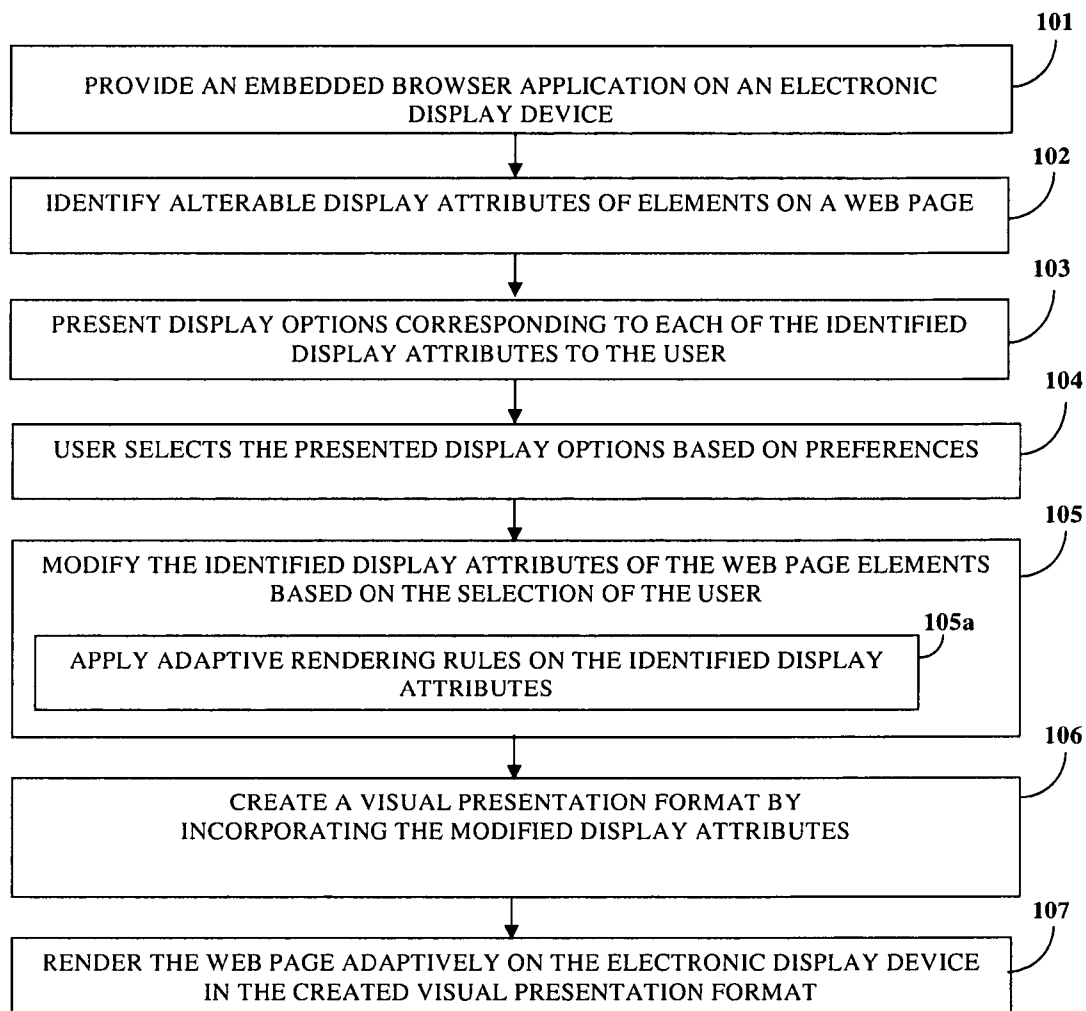 101
PROVIDE AN EMBEDDED BROWSER APPLICATION ON AN ELECTRONIC
DISPLAY DEVICE
102
IDENTIFY ALTERABLE DISPLAY ATTRIBUTES OF ELEMENTS ON A WEB PAGE
103
PRESENT DISPLAY OPTIONS CORRESPONDING TO EACH OF THE IDENTIFIED
DISPLAY ATTRIBUTES TO THE USER
104
USER SELECTS THE PRESENTED DISPLAY OPTIONS BASED ON PREFERENCES
105
MODIFY THE IDENTIFIED DISPLAY ATTRIBUTES OF THE WEB PAGE ELEMENTS
BASED ON THE SELECTION OF THE USER
105a
APPLY ADAPTIVE RENDERING RULES ON THE IDENTIFIED DISPLAY
ATTRIBUTES
106
CREATE A VISUAL PRESENTATION FORMAT BY
INCORPORATING THE MODIFIED DISPLAY ATTRIBUTES
107
RENDER THE WEB PAGE ADAPTIVELY ON THE ELECTRONIC DISPLAY DEVICE
IN THE CREATED VISUAL PRESENTATION FORMAT